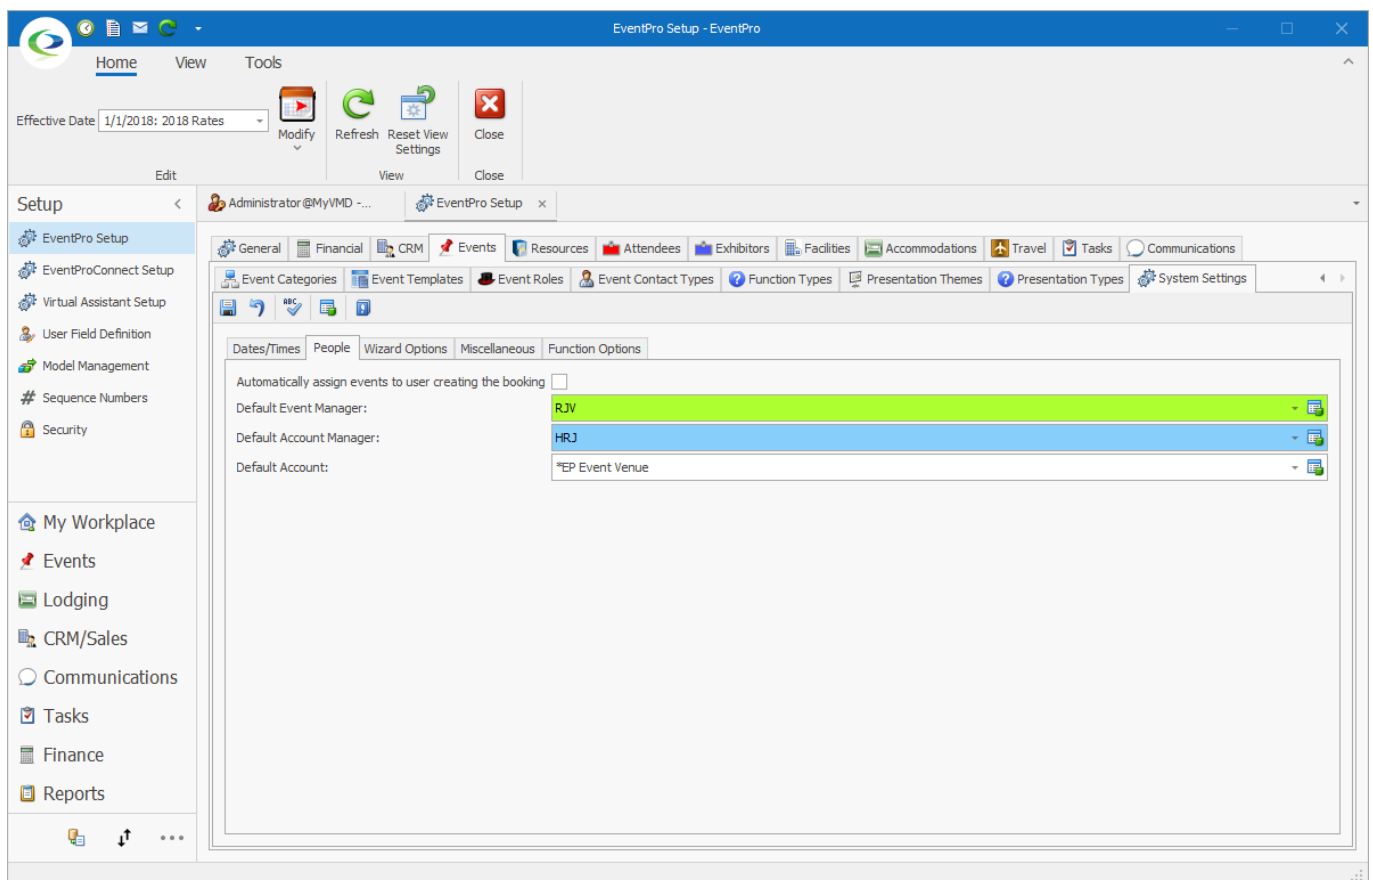 EventPro Setup - EventPro
Home View Tools
Effective Date 1/1/2018: 2018 Rates
Modify
Refresh
Reset View
Settings
Close
Edit
View
Close
Setup
Administrator@MyVMD -...
EventPro Setup
EventPro Setup
EventProConnect Setup
Virtual Assistant Setup
User Field Definition
Model Management
# Sequence Numbers
Security
My Workplace
Events
Lodging
CRM/Sales
Communications
Tasks
Finance
Reports
General Financial CRM Events Resources Attendees Exhibitors Facilities Accommodations Travel Tasks Communications
Event Categories Event Templates Event Roles Event Contact Types Function Types Presentation Themes Presentation Types System Settings
ABC
Dates/Times People Wizard Options Miscellaneous Function Options
Automatically assign events to user creating the booking
Default Event Manager: RJV
Default Account Manager: HRJ
Default Account: *EP Event Venue